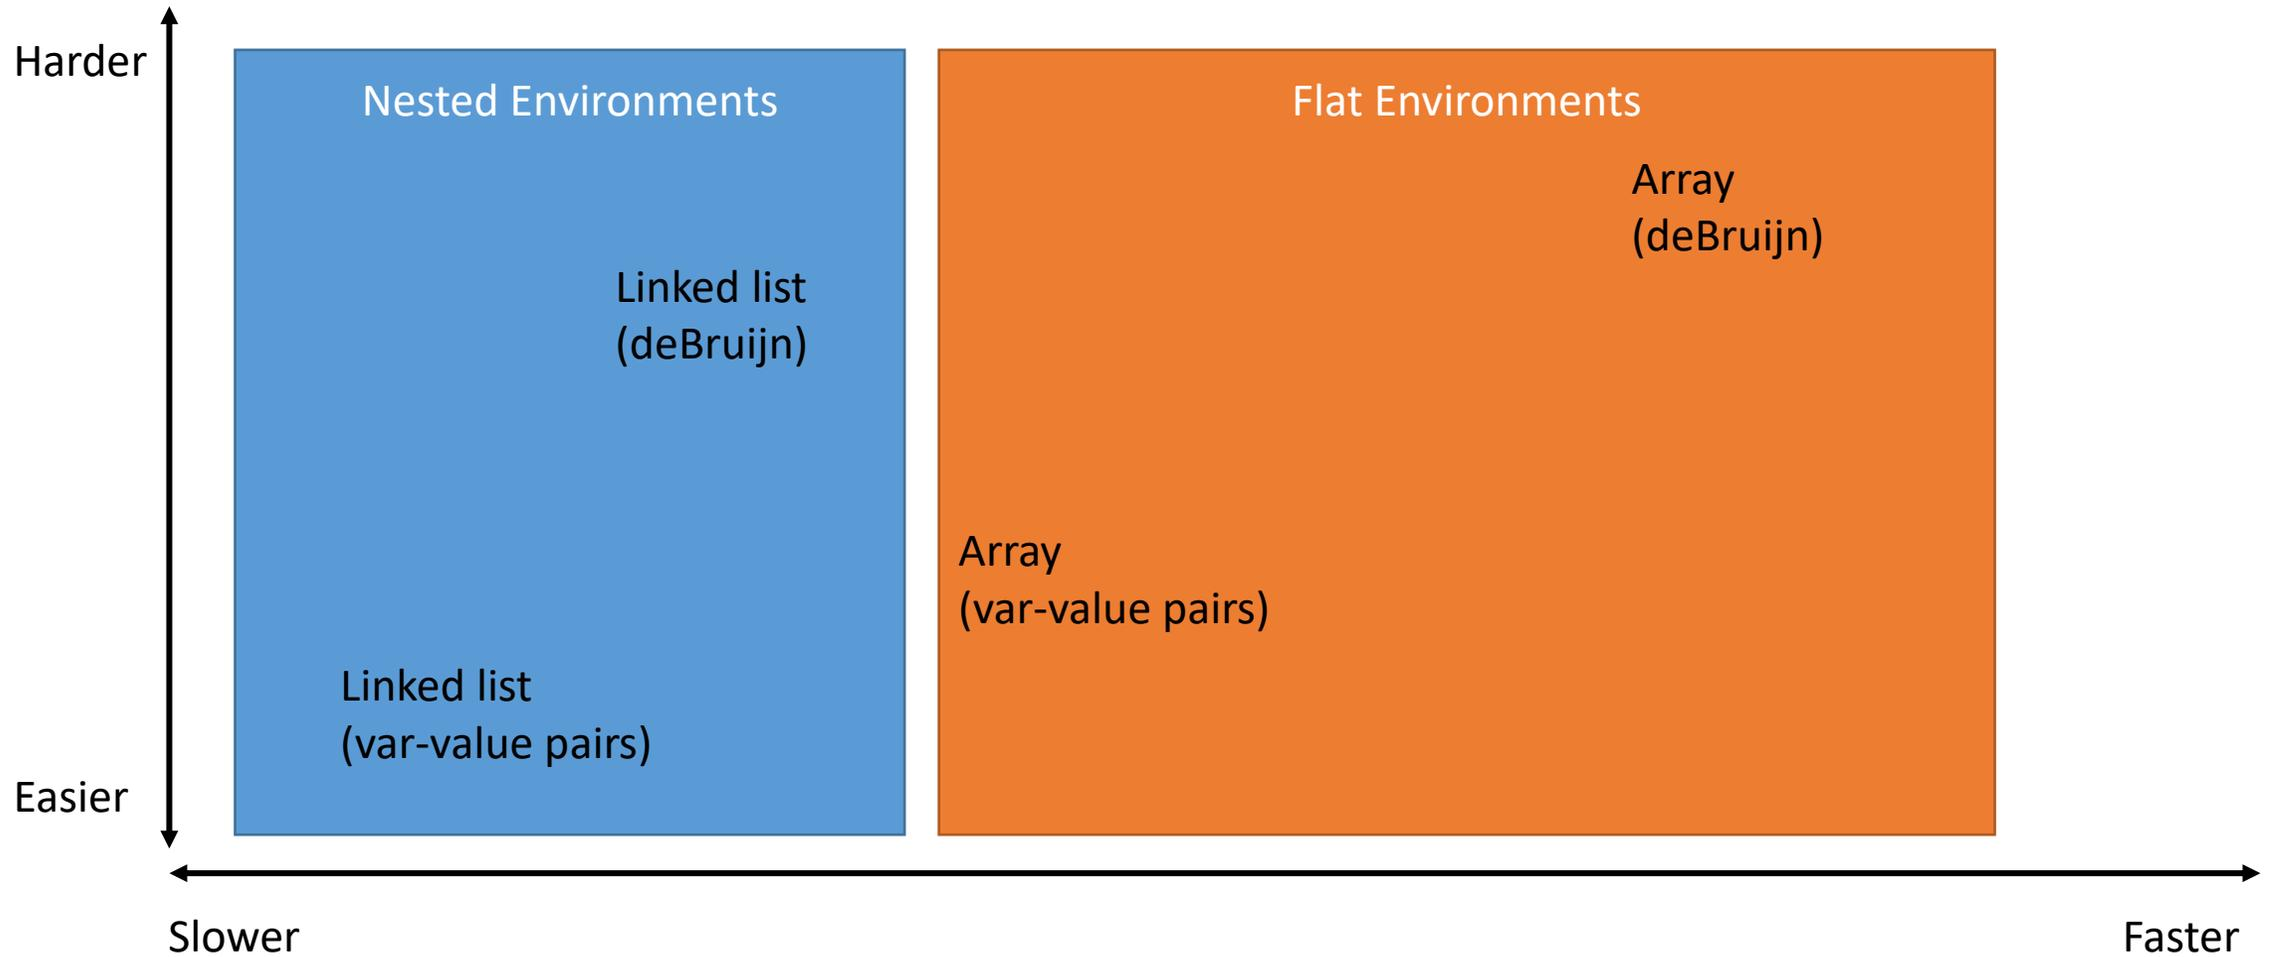 Harder
Nested Environments
Flat Environments
Array
(deBruijn)
Linked list
(deBruijn)
Array
(var-value pairs)
Linked list
(var-value pairs)
Easier
Slower
Faster